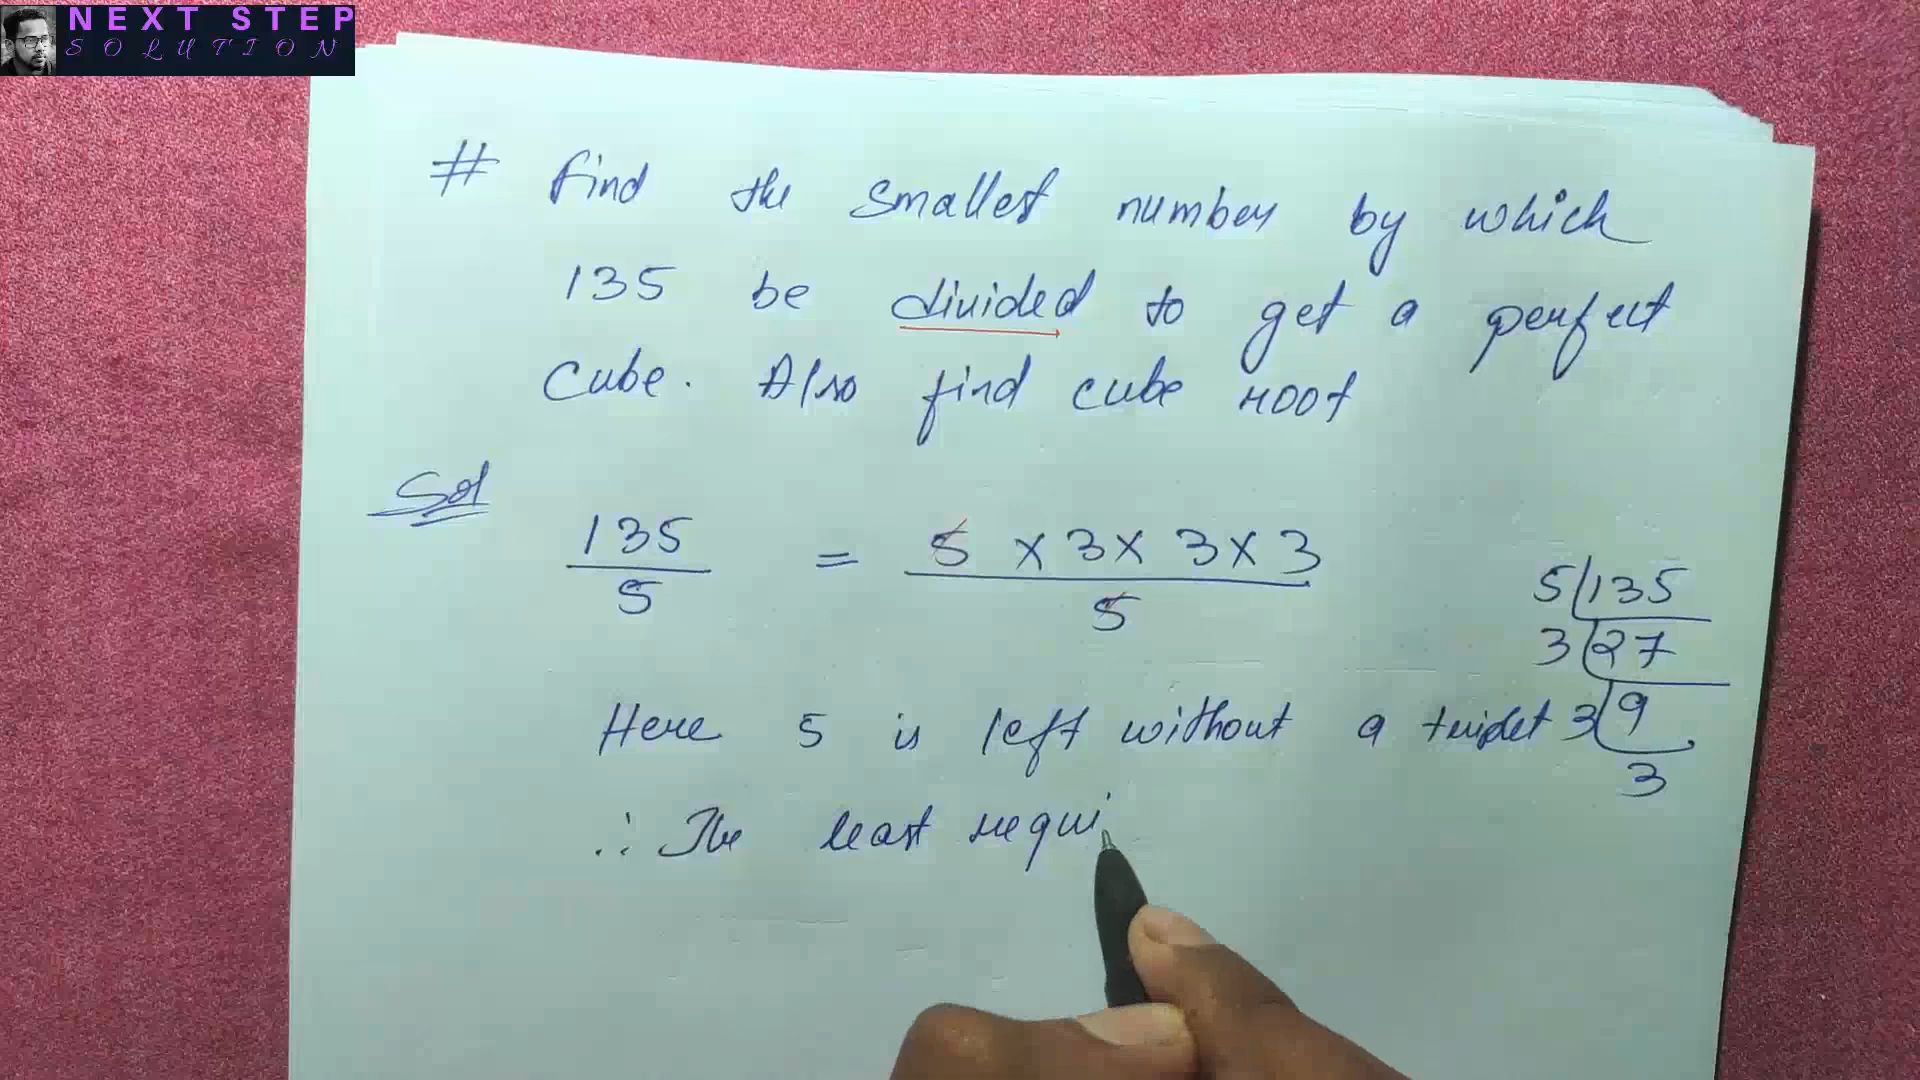 NEXT STEP
SOLUTION
# Find the smallest number by which
135 be divided to get a perfect
cube. Also find cube root
Sol
135 / 5 = 5 × 3 × 3 × 3 / 5
5 135
3 27
3 9
3
Here 5 is left without a triplet
∴ The least requi